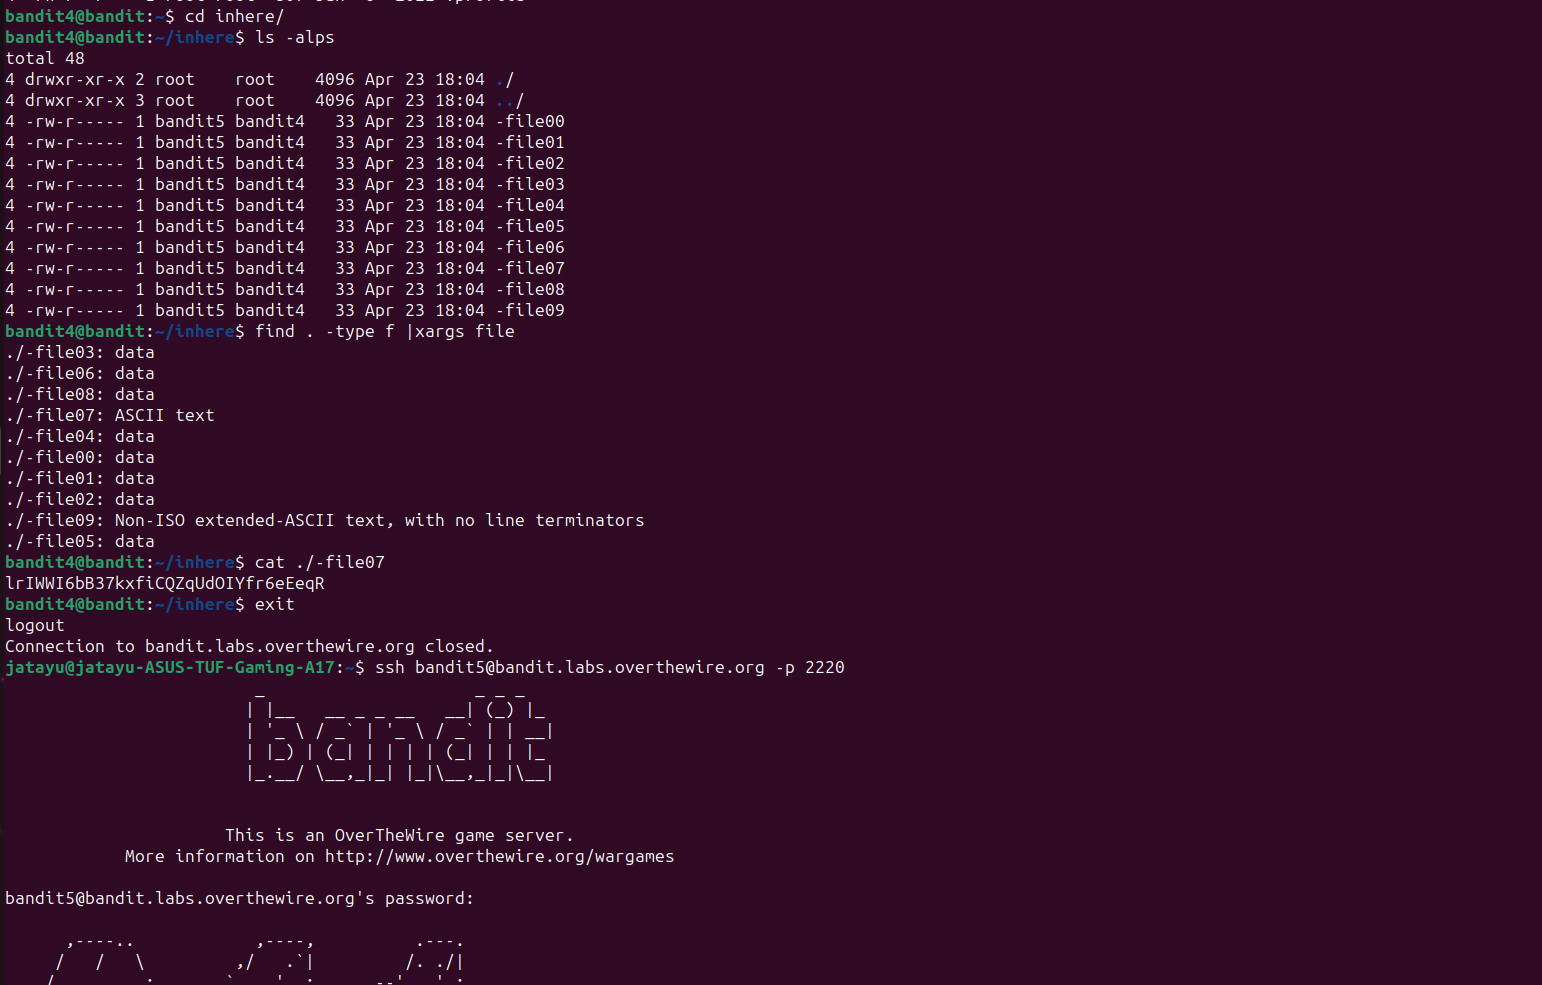 bandit4@bandit:~$ cd inhere/
bandit4@bandit:~/inhere$ ls -alps
total 48
4 drwxr-xr-x 2 root    root    4096 Apr 23 18:04 ./
4 drwxr-xr-x 3 root    root    4096 Apr 23 18:04 ../
4 -rw-r----- 1 bandit5 bandit4   33 Apr 23 18:04 -file00
4 -rw-r----- 1 bandit5 bandit4   33 Apr 23 18:04 -file01
4 -rw-r----- 1 bandit5 bandit4   33 Apr 23 18:04 -file02
4 -rw-r----- 1 bandit5 bandit4   33 Apr 23 18:04 -file03
4 -rw-r----- 1 bandit5 bandit4   33 Apr 23 18:04 -file04
4 -rw-r----- 1 bandit5 bandit4   33 Apr 23 18:04 -file05
4 -rw-r----- 1 bandit5 bandit4   33 Apr 23 18:04 -file06
4 -rw-r----- 1 bandit5 bandit4   33 Apr 23 18:04 -file07
4 -rw-r----- 1 bandit5 bandit4   33 Apr 23 18:04 -file08
4 -rw-r----- 1 bandit5 bandit4   33 Apr 23 18:04 -file09
bandit4@bandit:~/inhere$ find . -type f |xargs file
./-file03: data
./-file06: data
./-file08: data
./-file07: ASCII text
./-file04: data
./-file00: data
./-file01: data
./-file02: data
./-file09: Non-ISO extended-ASCII text, with no line terminators
./-file05: data
bandit4@bandit:~/inhere$ cat ./-file07
lrIWWI6bB37kxfiCQZqUdOIYfr6eEeqR
bandit4@bandit:~/inhere$ exit
logout
Connection to bandit.labs.overthewire.org closed.
jatayu@jatayu-ASUS-TUF-Gaming-A17:~$ ssh bandit5@bandit.labs.overthewire.org -p 2220
bandit
This is an OverTheWire game server.
More information on http://www.overthewire.org/wargames
bandit5@bandit.labs.overthewire.org's password: